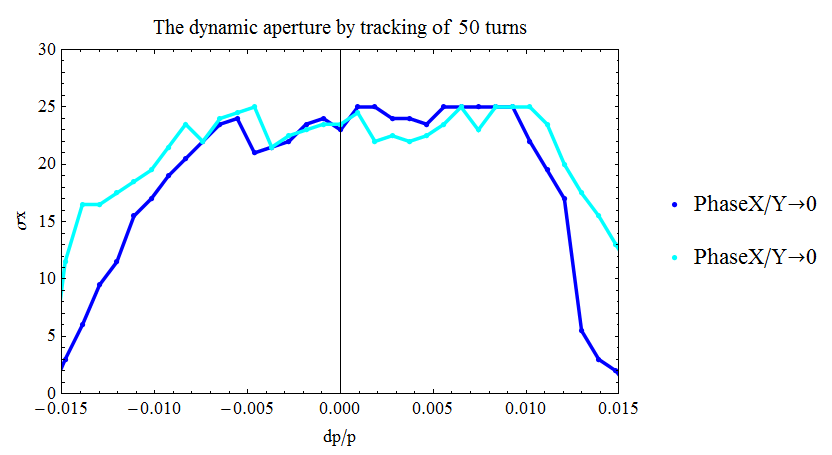 The dynamic aperture by tracking of 50 turns
30
25
20
15
10
5
0
σx
−0.015 −0.010 −0.005 0.000 0.005 0.010 0.015
dp/p
PhaseX/Y→0
PhaseX/Y→0